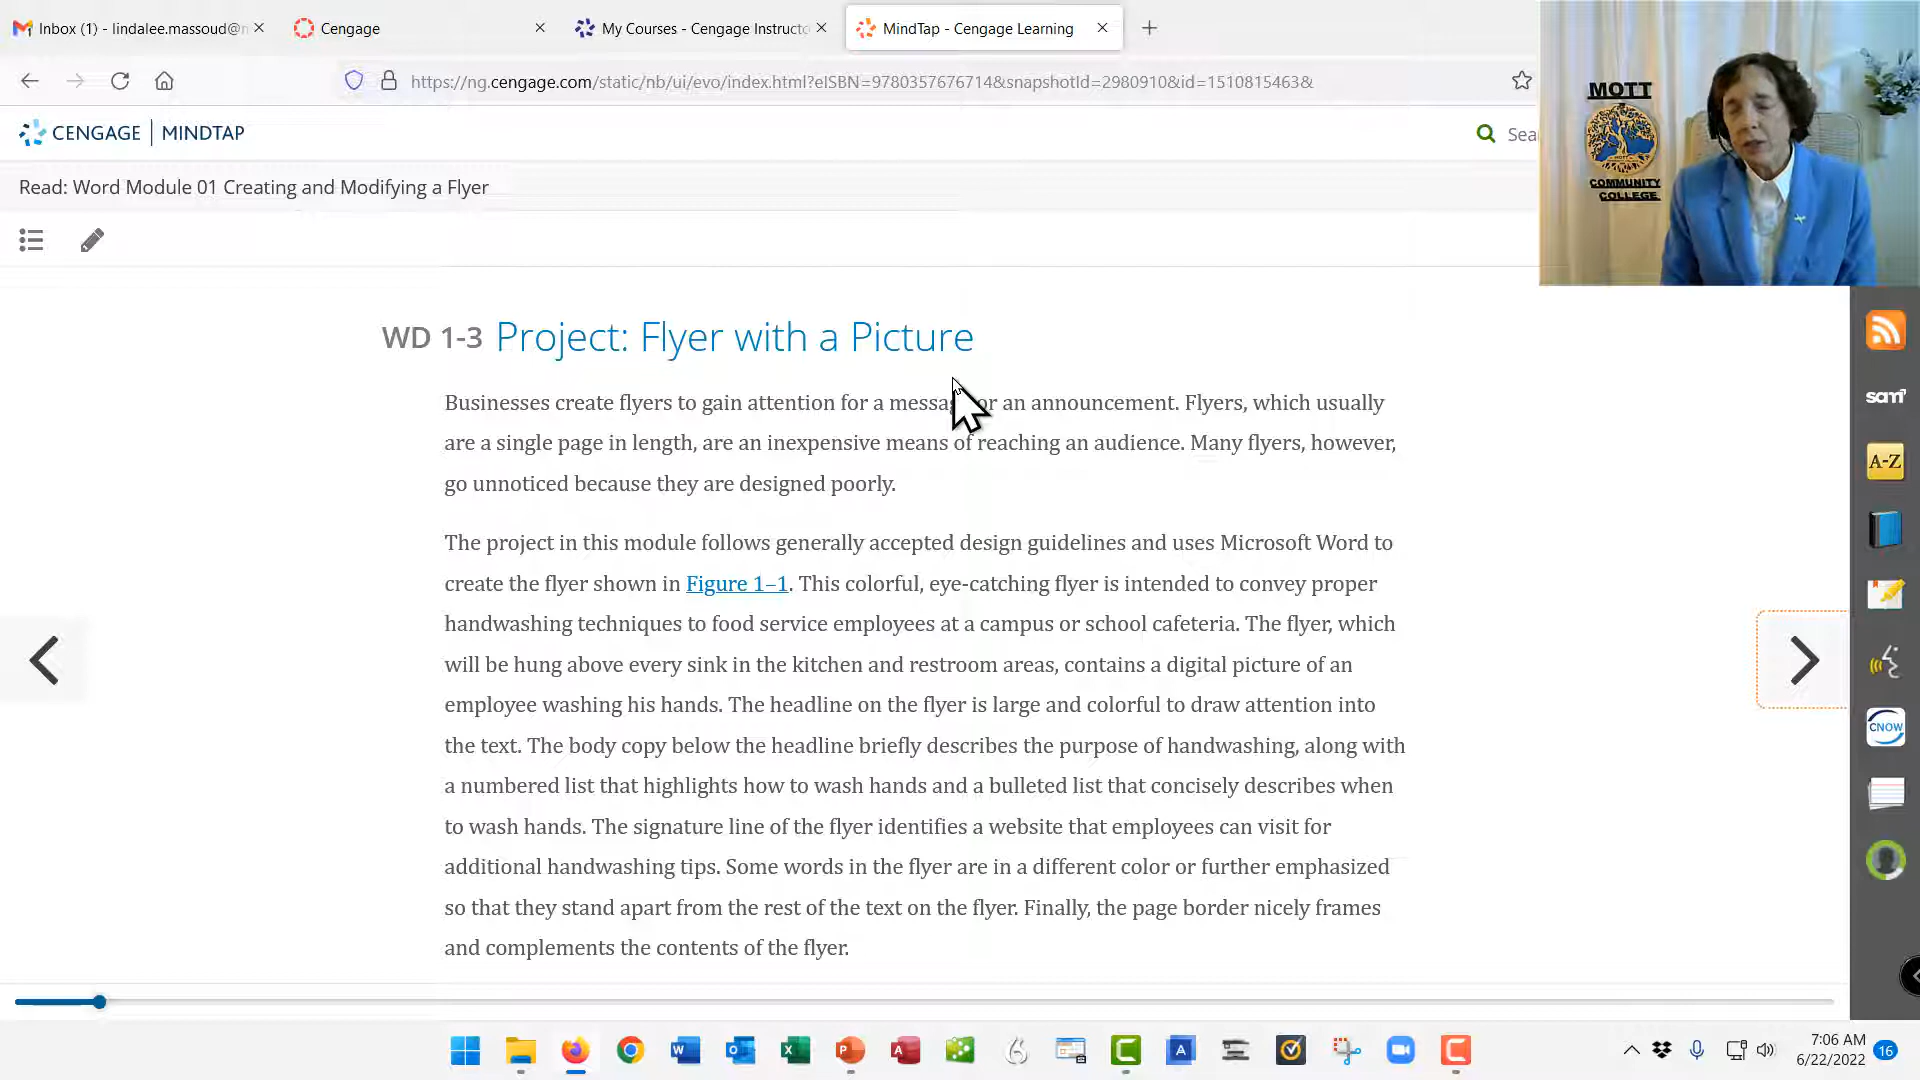 Inbox (1) - lindalee.massoud@
Cengage
My Courses - Cengage Instructo
MindTap - Cengage Learning
https://ng.cengage.com/static/nb/ui/evo/index.html?eISBN=9780357676714&snapshotId=2980910&id=1510815463&
CENGAGE | MINDTAP
Sea
Read: Word Module 01 Creating and Modifying a Flyer
MOTT
MOTT
COMMUNITY
COLLEGE
WD 1-3 Project: Flyer with a Picture
Businesses create flyers to gain attention for a messag or an announcement. Flyers, which usually
are a single page in length, are an inexpensive means of reaching an audience. Many flyers, however,
go unnoticed because they are designed poorly.
The project in this module follows generally accepted design guidelines and uses Microsoft Word to
create the flyer shown in Figure 1–1. This colorful, eye-catching flyer is intended to convey proper
handwashing techniques to food service employees at a campus or school cafeteria. The flyer, which
will be hung above every sink in the kitchen and restroom areas, contains a digital picture of an
employee washing his hands. The headline on the flyer is large and colorful to draw attention into
the text. The body copy below the headline briefly describes the purpose of handwashing, along with
a numbered list that highlights how to wash hands and a bulleted list that concisely describes when
to wash hands. The signature line of the flyer identifies a website that employees can visit for
additional handwashing tips. Some words in the flyer are in a different color or further emphasized
so that they stand apart from the rest of the text on the flyer. Finally, the page border nicely frames
and complements the contents of the flyer.
sam
A-Z
CNOW
7:06 AM
6/22/2022
16